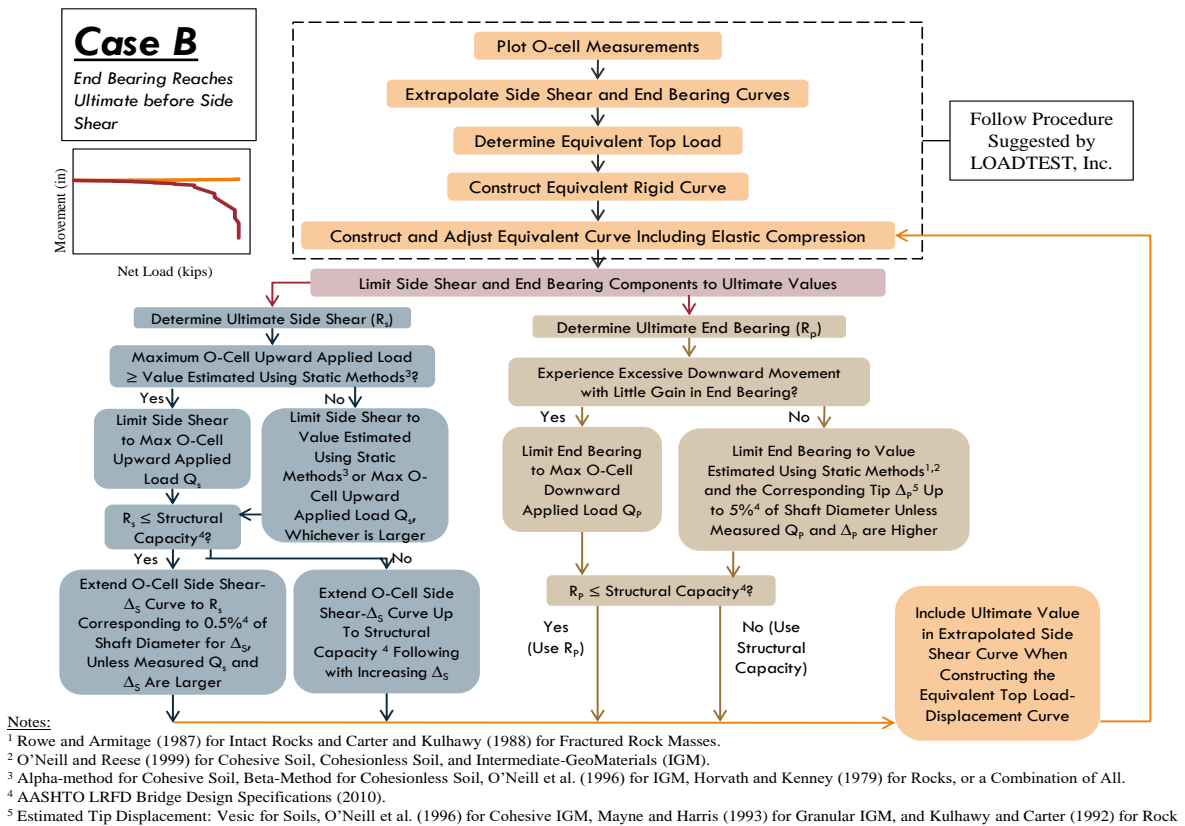 Case B
End Bearing Reaches
Ultimate before Side
Shear
Movement (in)
Net Load (kips)
Plot O-cell Measurements
Extrapolate Side Shear and End Bearing Curves
Determine Equivalent Top Load
Construct Equivalent Rigid Curve
Construct and Adjust Equivalent Curve Including Elastic Compression
Follow Procedure
Suggested by
LOADTEST, Inc.
Limit Side Shear and End Bearing Components to Ultimate Values
Determine Ultimate Side Shear (Rs)
Maximum O-Cell Upward Applied Load
≥ Value Estimated Using Static Methods³?
Yes
No
Limit Side Shear
to Max O-Cell
Upward Applied
Load Qs
Limit Side Shear to
Value Estimated
Using Static
Methods³ or Max O-
Cell Upward
Applied Load Qs,
Whichever is Larger
Rs ≤ Structural
Capacity⁴?
Yes
No
Extend O-Cell Side Shear-
ΔS Curve to Rs
Corresponding to 0.5%⁴ of
Shaft Diameter for ΔS,
Unless Measured Qs and
ΔS Are Larger
Extend O-Cell Side
Shear-ΔS Curve Up
To Structural
Capacity ⁴ Following
with Increasing ΔS
Determine Ultimate End Bearing (Rp)
Experience Excessive Downward Movement
with Little Gain in End Bearing?
Yes
No
Limit End Bearing
to Max O-Cell
Downward
Applied Load QP
Limit End Bearing to Value
Estimated Using Static Methods¹,²
and the Corresponding Tip ΔP⁵ Up
to 5%⁴ of Shaft Diameter Unless
Measured QP and ΔP are Higher
RP ≤ Structural Capacity⁴?
Yes
(Use RP)
No (Use
Structural
Capacity)
Include Ultimate Value
in Extrapolated Side
Shear Curve When
Constructing the
Equivalent Top Load-
Displacement Curve
Notes:
¹ Rowe and Armitage (1987) for Intact Rocks and Carter and Kulhawy (1988) for Fractured Rock Masses.
² O'Neill and Reese (1999) for Cohesive Soil, Cohesionless Soil, and Intermediate-GeoMaterials (IGM).
³ Alpha-method for Cohesive Soil, Beta-Method for Cohesionless Soil, O'Neill et al. (1996) for IGM, Horvath and Kenney (1979) for Rocks, or a Combination of All.
⁴ AASHTO LRFD Bridge Design Specifications (2010).
⁵ Estimated Tip Displacement: Vesic for Soils, O'Neill et al. (1996) for Cohesive IGM, Mayne and Harris (1993) for Granular IGM, and Kulhawy and Carter (1992) for Rock